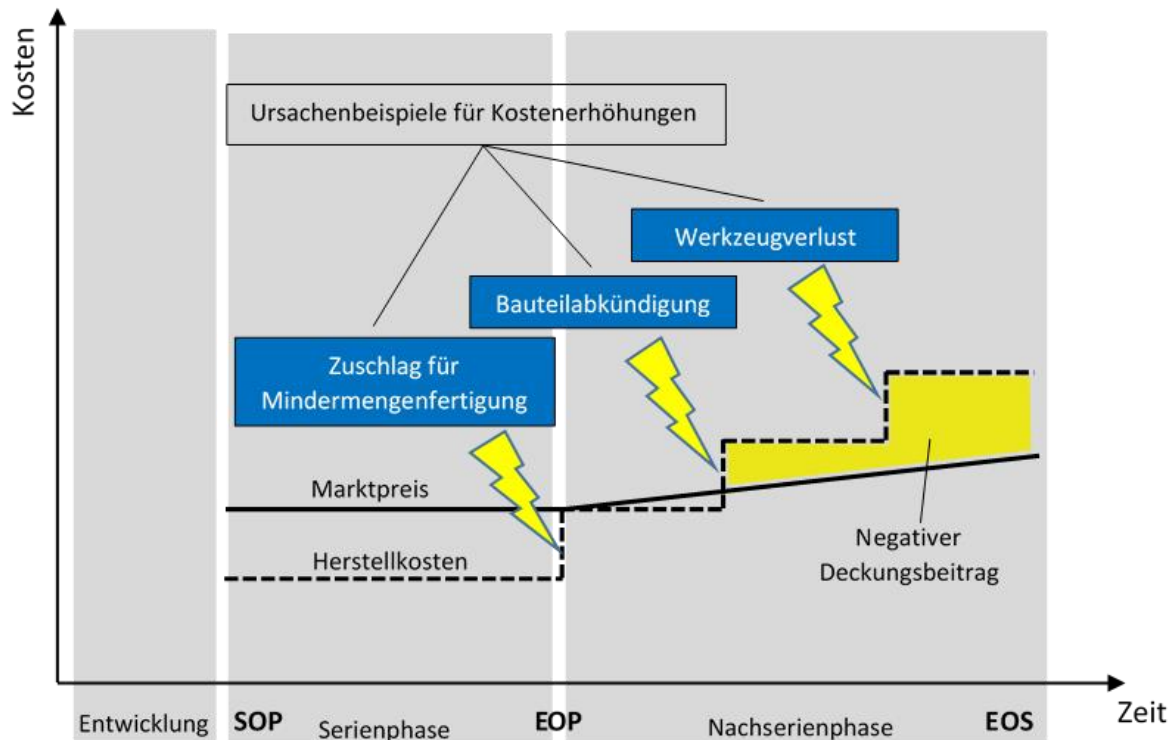 Kosten
Ursachenbeispiele für Kostenerhöhungen
Werkzeugverlust
Bauteilabkündigung
Zuschlag für
Mindermengenfertigung
Marktpreis
Herstellkosten
Negativer
Deckungsbeitrag
Entwicklung SOP Serienphase EOP Nachserienphase EOS Zeit